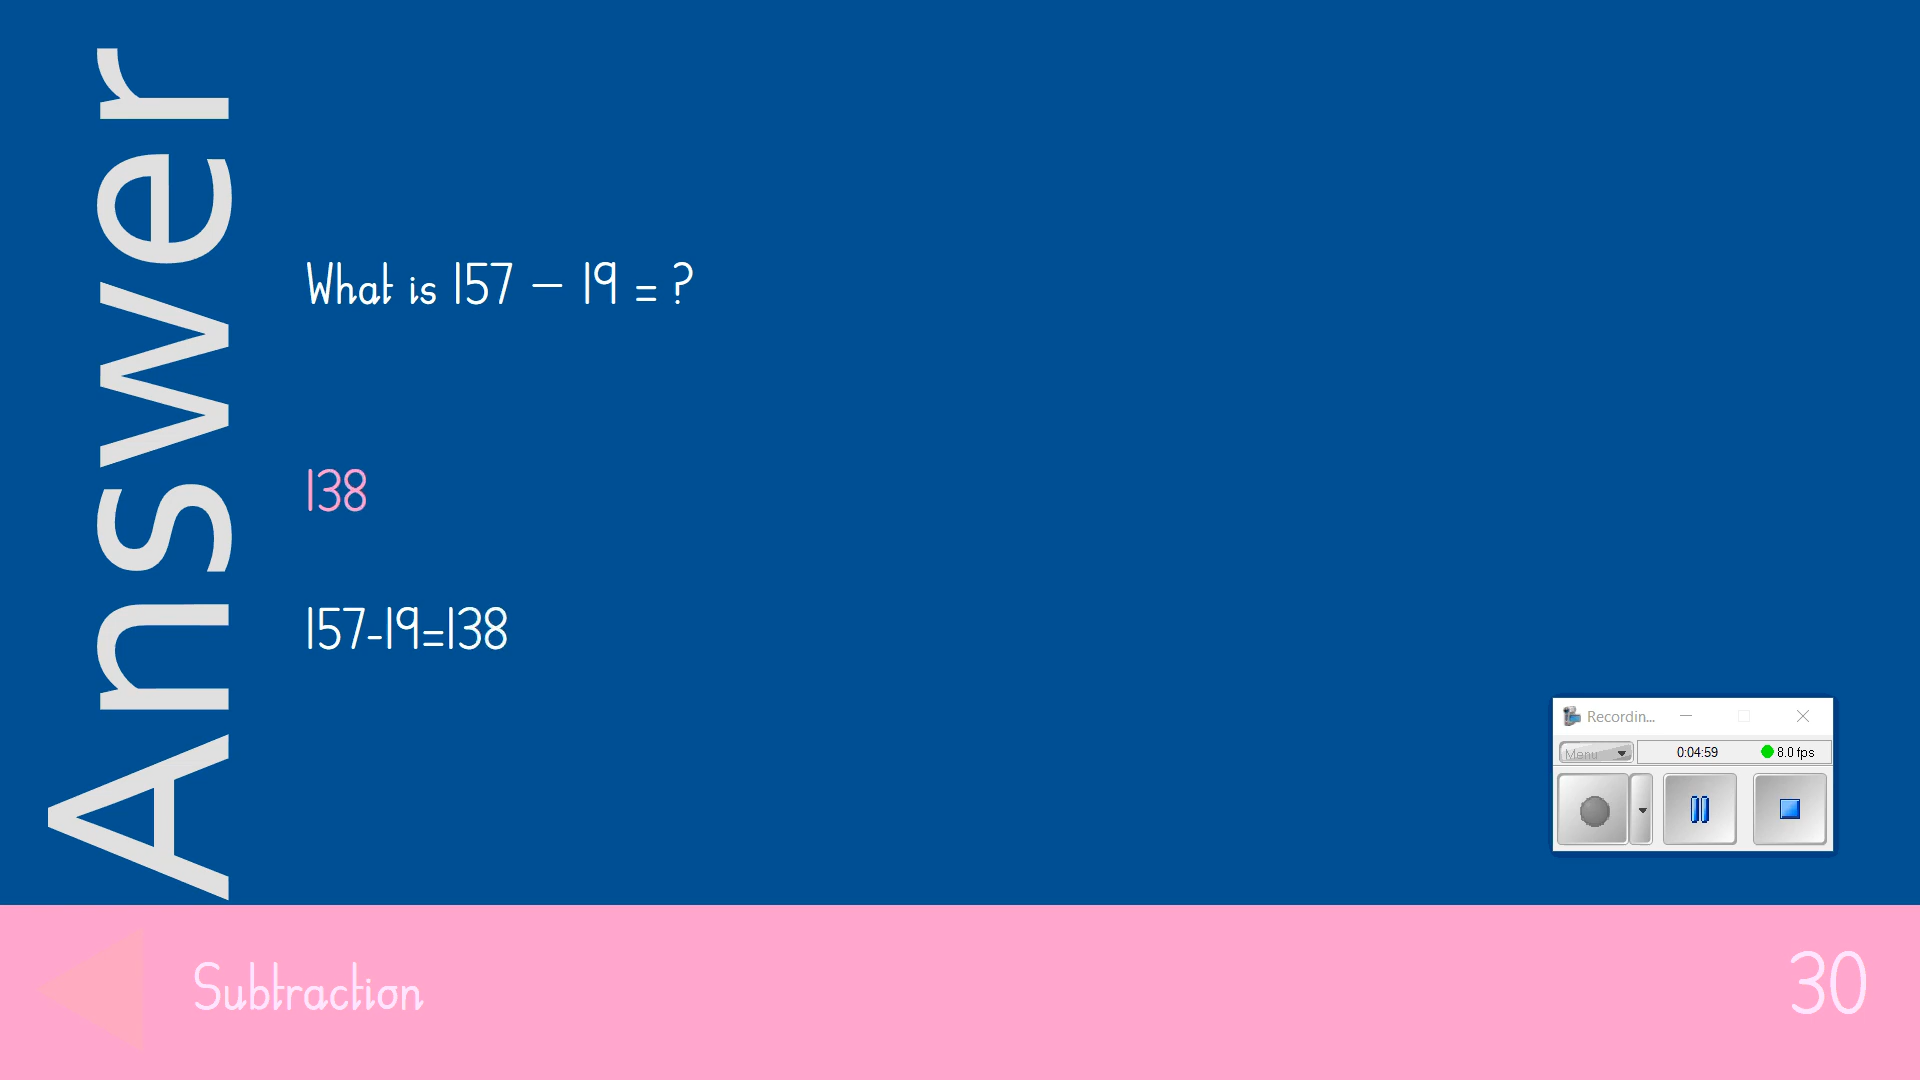 Answer
What is 157 – 19 = ?
138
157-19=138
Recordin...
Menu
0:04:59
8.0 fps
Subtraction
30